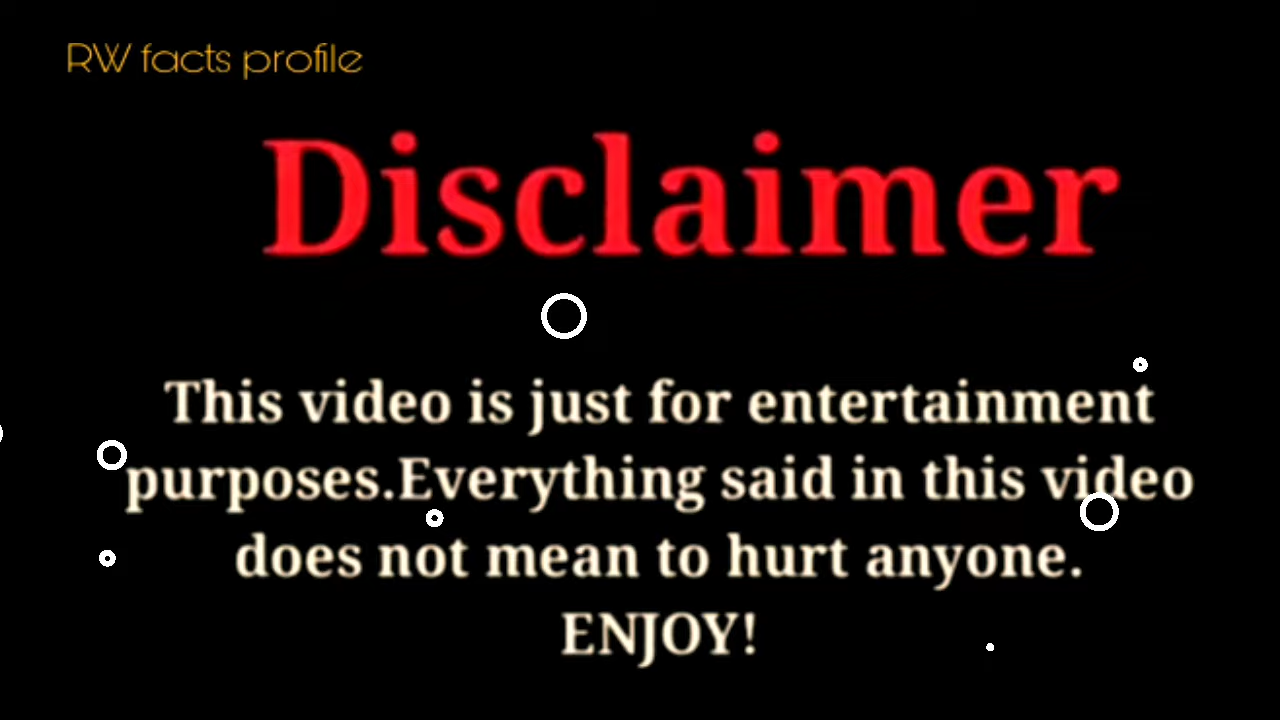 RW facts profile
Disclaimer
This video is just for entertainment
purposes.Everything said in this video
does not mean to hurt anyone.
ENJOY!